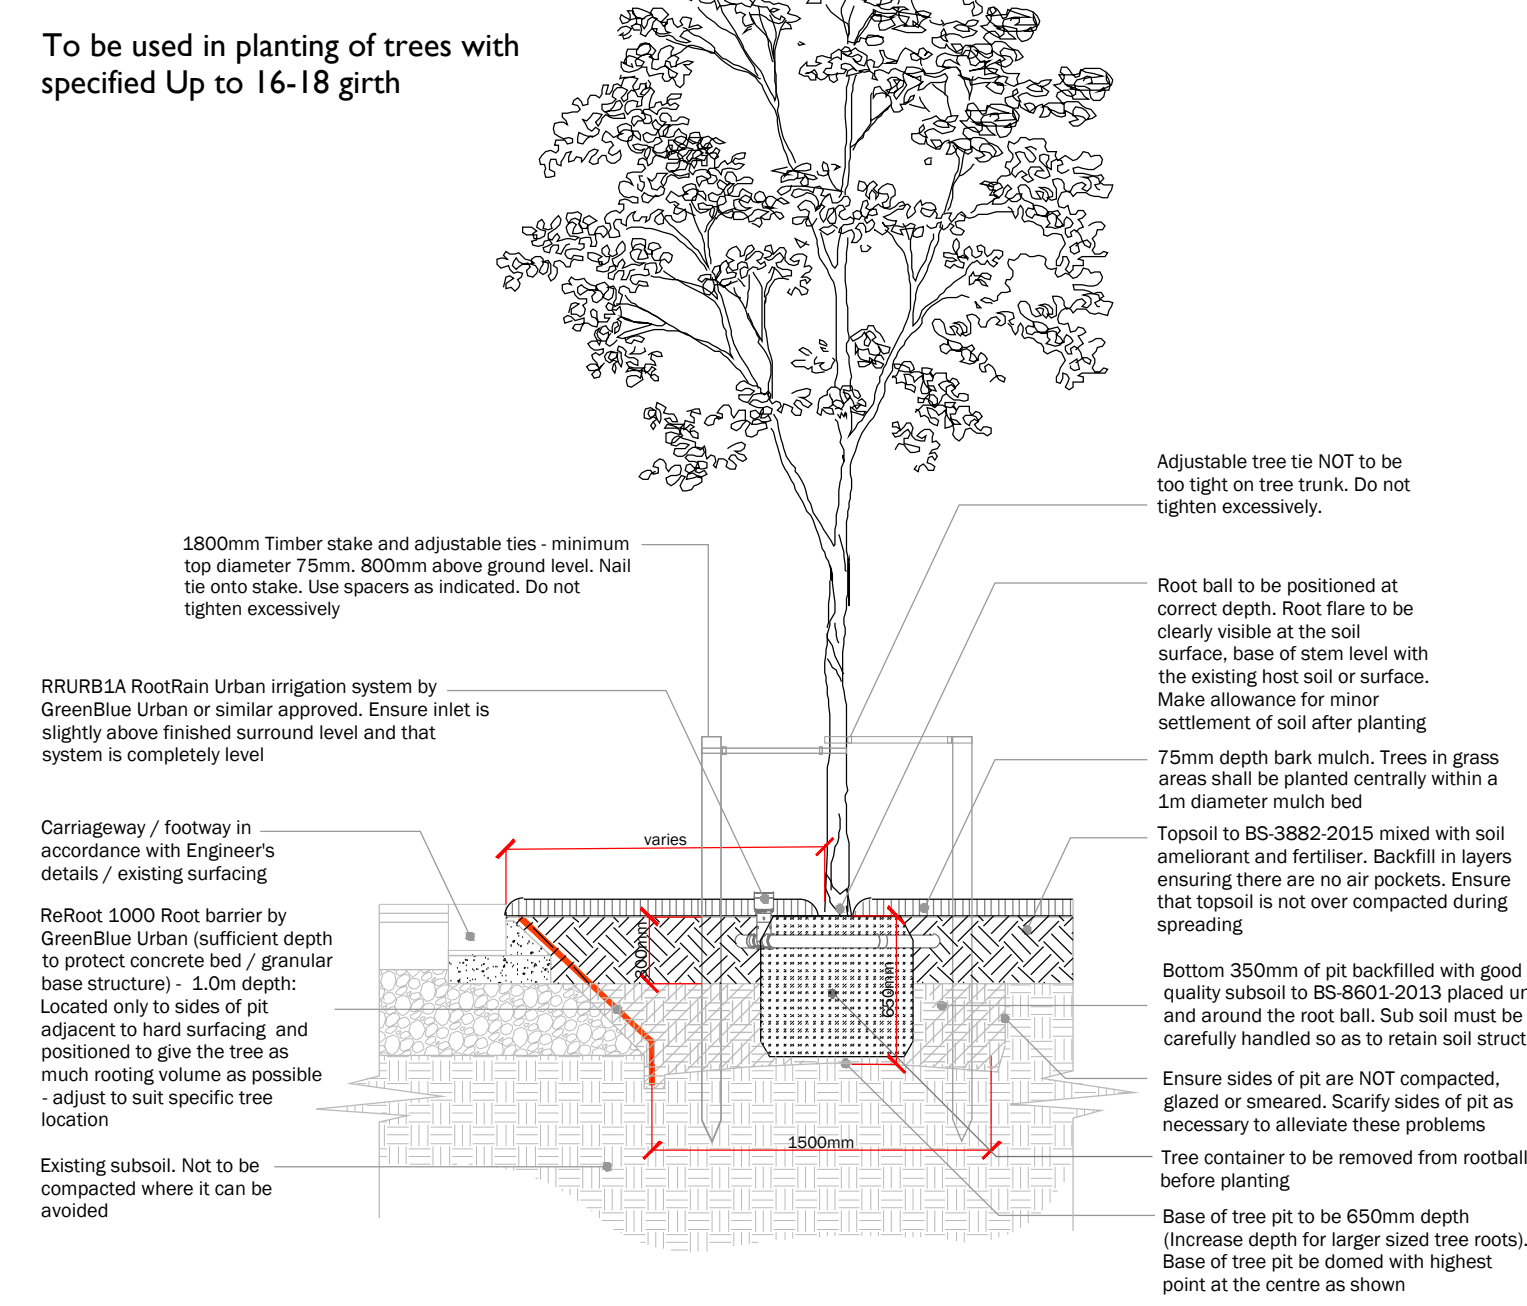 To be used in planting of trees with
specified Up to 16-18 girth
Adjustable tree tie NOT to be
too tight on tree trunk. Do not
tighten excessively.
1800mm Timber stake and adjustable ties - minimum
top diameter 75mm. 800mm above ground level. Nail
tie onto stake. Use spacers as indicated. Do not
tighten excessively
Root ball to be positioned at
correct depth. Root flare to be
clearly visible at the soil
surface, base of stem level with
the existing host soil or surface.
Make allowance for minor
settlement of soil after planting
RRURB1A RootRain Urban irrigation system by
GreenBlue Urban or similar approved. Ensure inlet is
slightly above finished surround level and that
system is completely level
75mm depth bark mulch. Trees in grass
areas shall be planted centrally within a
1m diameter mulch bed
Carriageway / footway in
accordance with Engineer's
details / existing surfacing
varies
Topsoil to BS-3882-2015 mixed with soil
ameliorant and fertiliser. Backfill in layers
ensuring there are no air pockets. Ensure
that topsoil is not over compacted during
spreading
ReRoot 1000 Root barrier by
GreenBlue Urban (sufficient depth
to protect concrete bed / granular
base structure) - 1.0m depth:
Located only to sides of pit
adjacent to hard surfacing and
positioned to give the tree as
much rooting volume as possible
- adjust to suit specific tree
location
650mm
Bottom 350mm of pit backfilled with good
quality subsoil to BS-8601-2013 placed
and around the root ball. Sub soil must be
carefully handled so as to retain soil
Ensure sides of pit are NOT compacted,
glazed or smeared. Scarify sides of pit as
necessary to alleviate these problems
1500mm
Tree container to be removed from rootball
before planting
Existing subsoil. Not to be
compacted where it can be
avoided
Base of tree pit to be 650mm depth
(Increase depth for larger sized tree roots).
Base of tree pit be domed with highest
point at the centre as shown